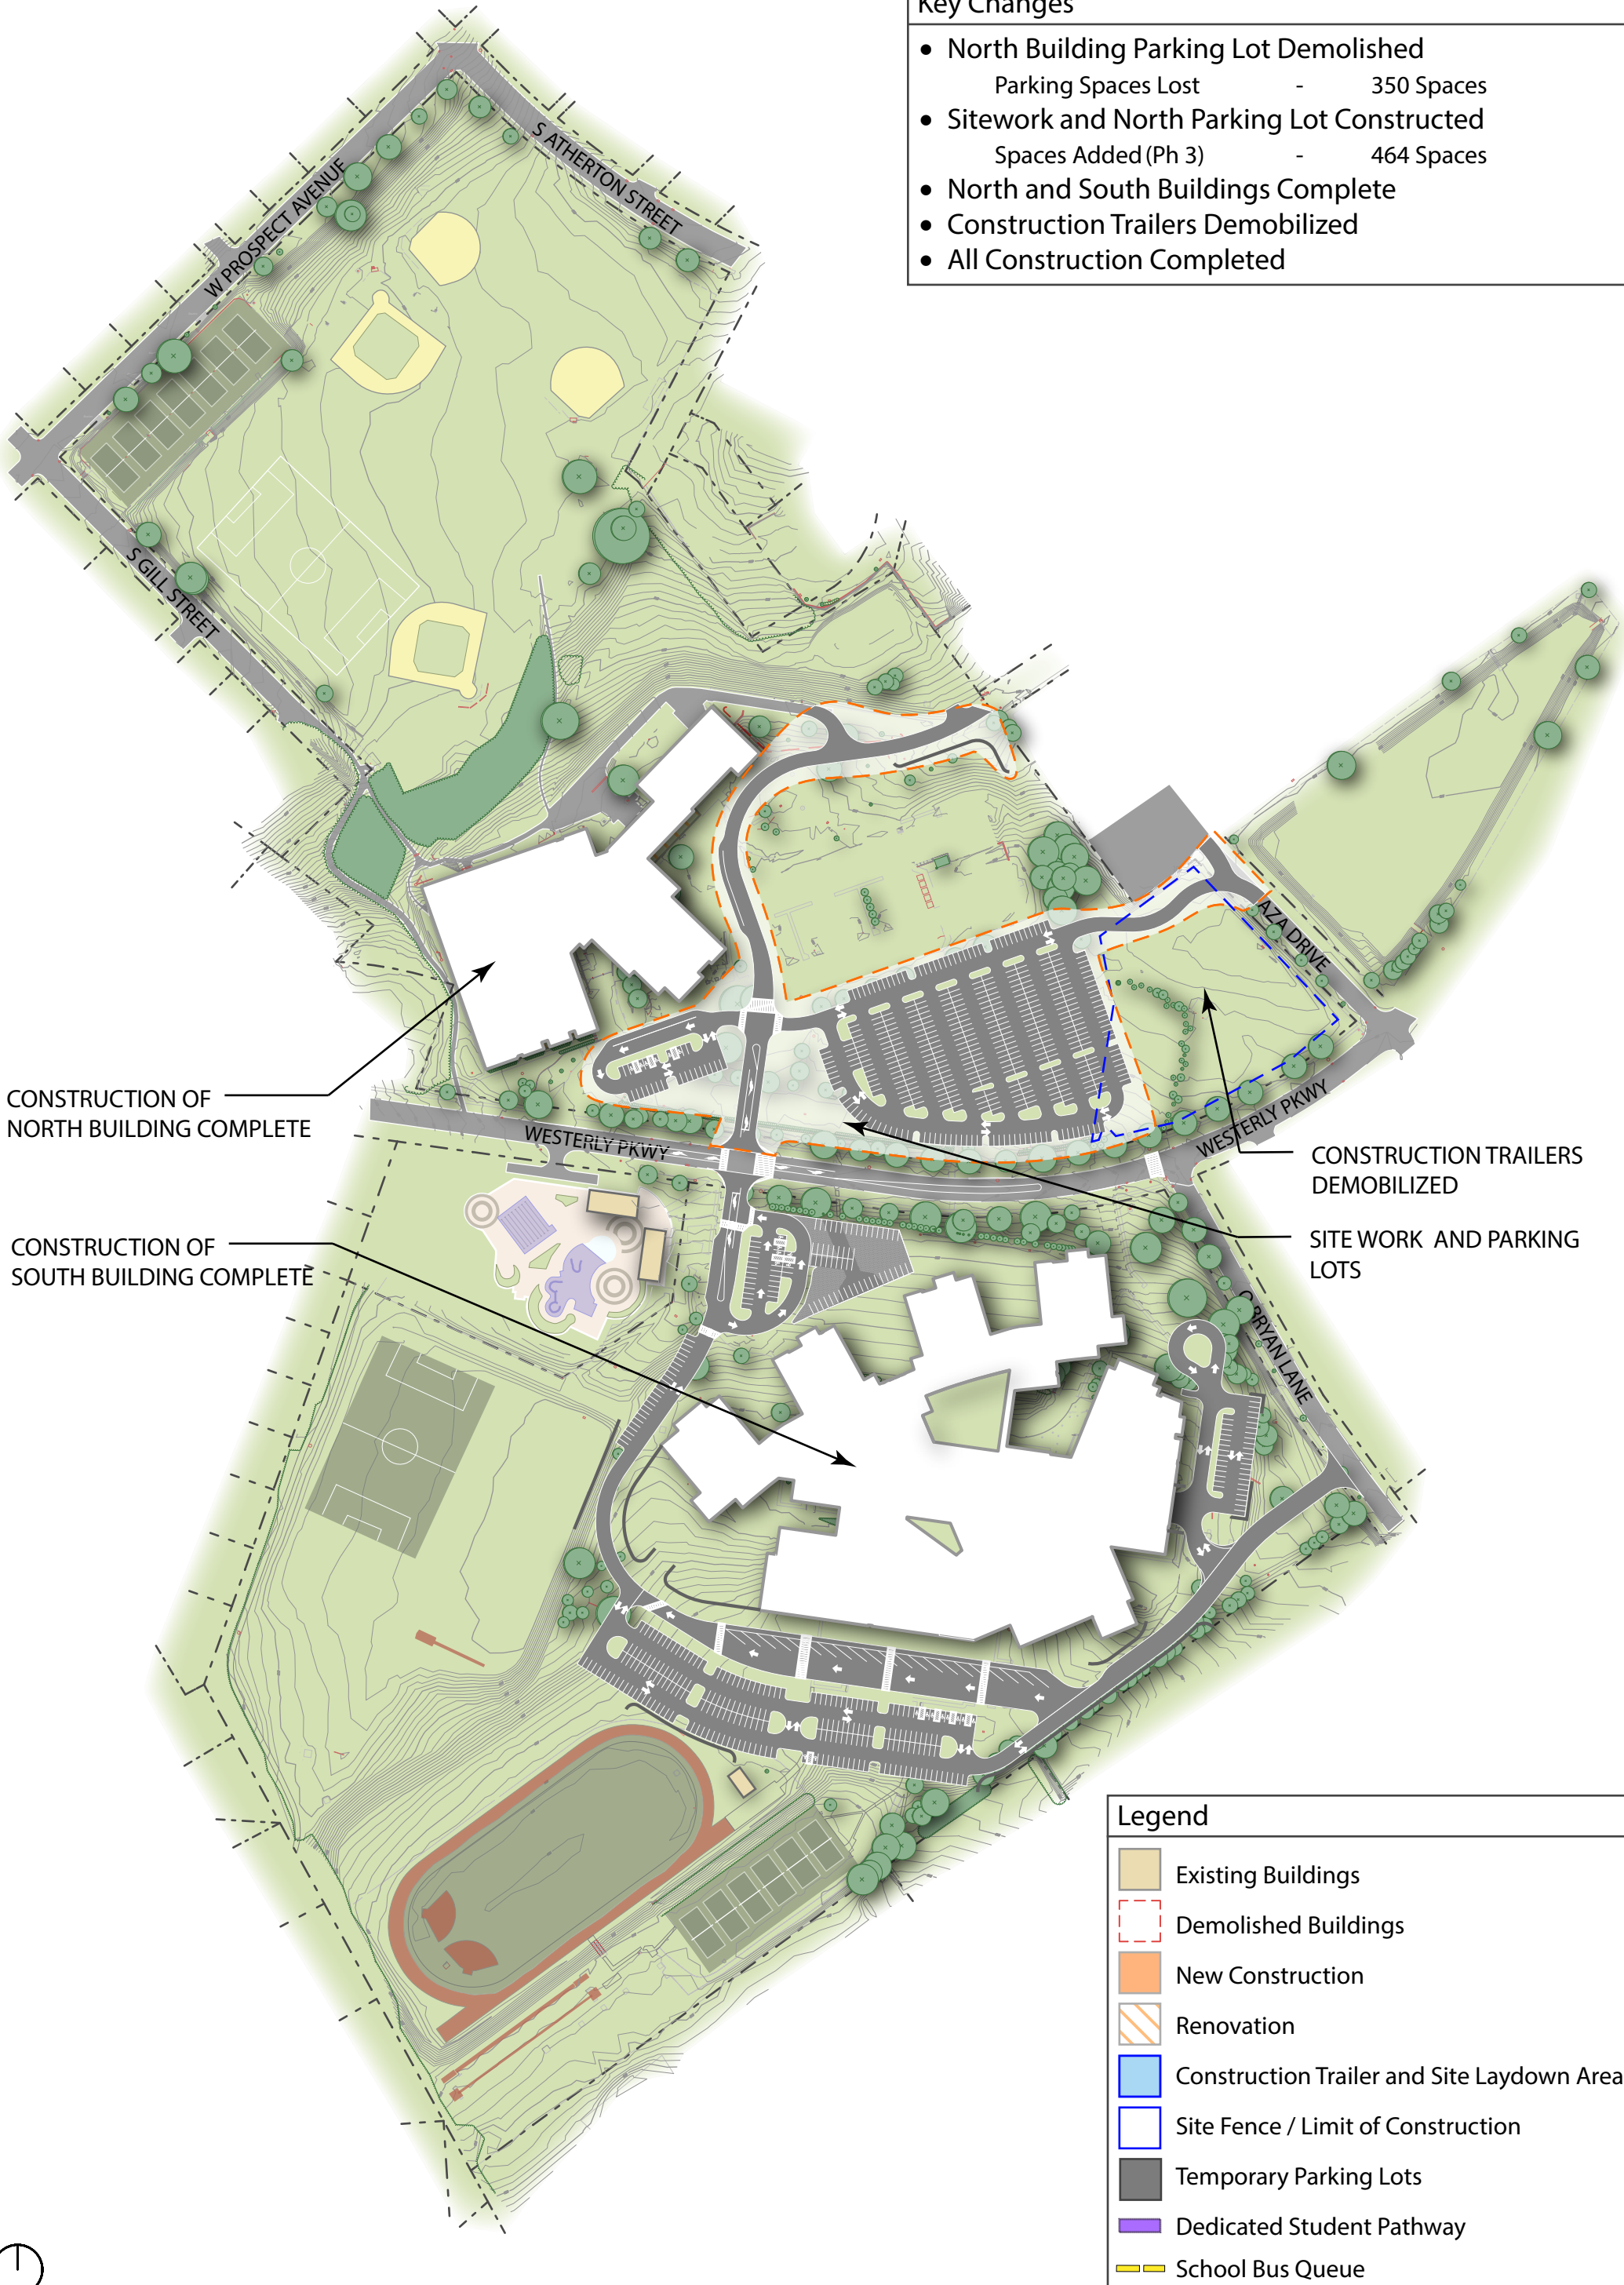 Key Changes
• North Building Parking Lot Demolished
Parking Spaces Lost - 350 Spaces
• Sitework and North Parking Lot Constructed
Spaces Added (Ph 3) - 464 Spaces
• North and South Buildings Complete
• Construction Trailers Demobilized
• All Construction Completed
S ATHERTON STREET
W PROSPECT AVENUE
S GILL STREET
AZA DRIVE
CONSTRUCTION OF
NORTH BUILDING COMPLETE
WESTERLY PKWY
WESTERLY PKWY
CONSTRUCTION TRAILERS
DEMOBILIZED
CONSTRUCTION OF
SOUTH BUILDING COMPLETE
SITE WORK AND PARKING
LOTS
O BRYAN LANE
Legend
Existing Buildings
Demolished Buildings
New Construction
Renovation
Construction Trailer and Site Laydown Area
Site Fence / Limit of Construction
Temporary Parking Lots
Dedicated Student Pathway
School Bus Queue